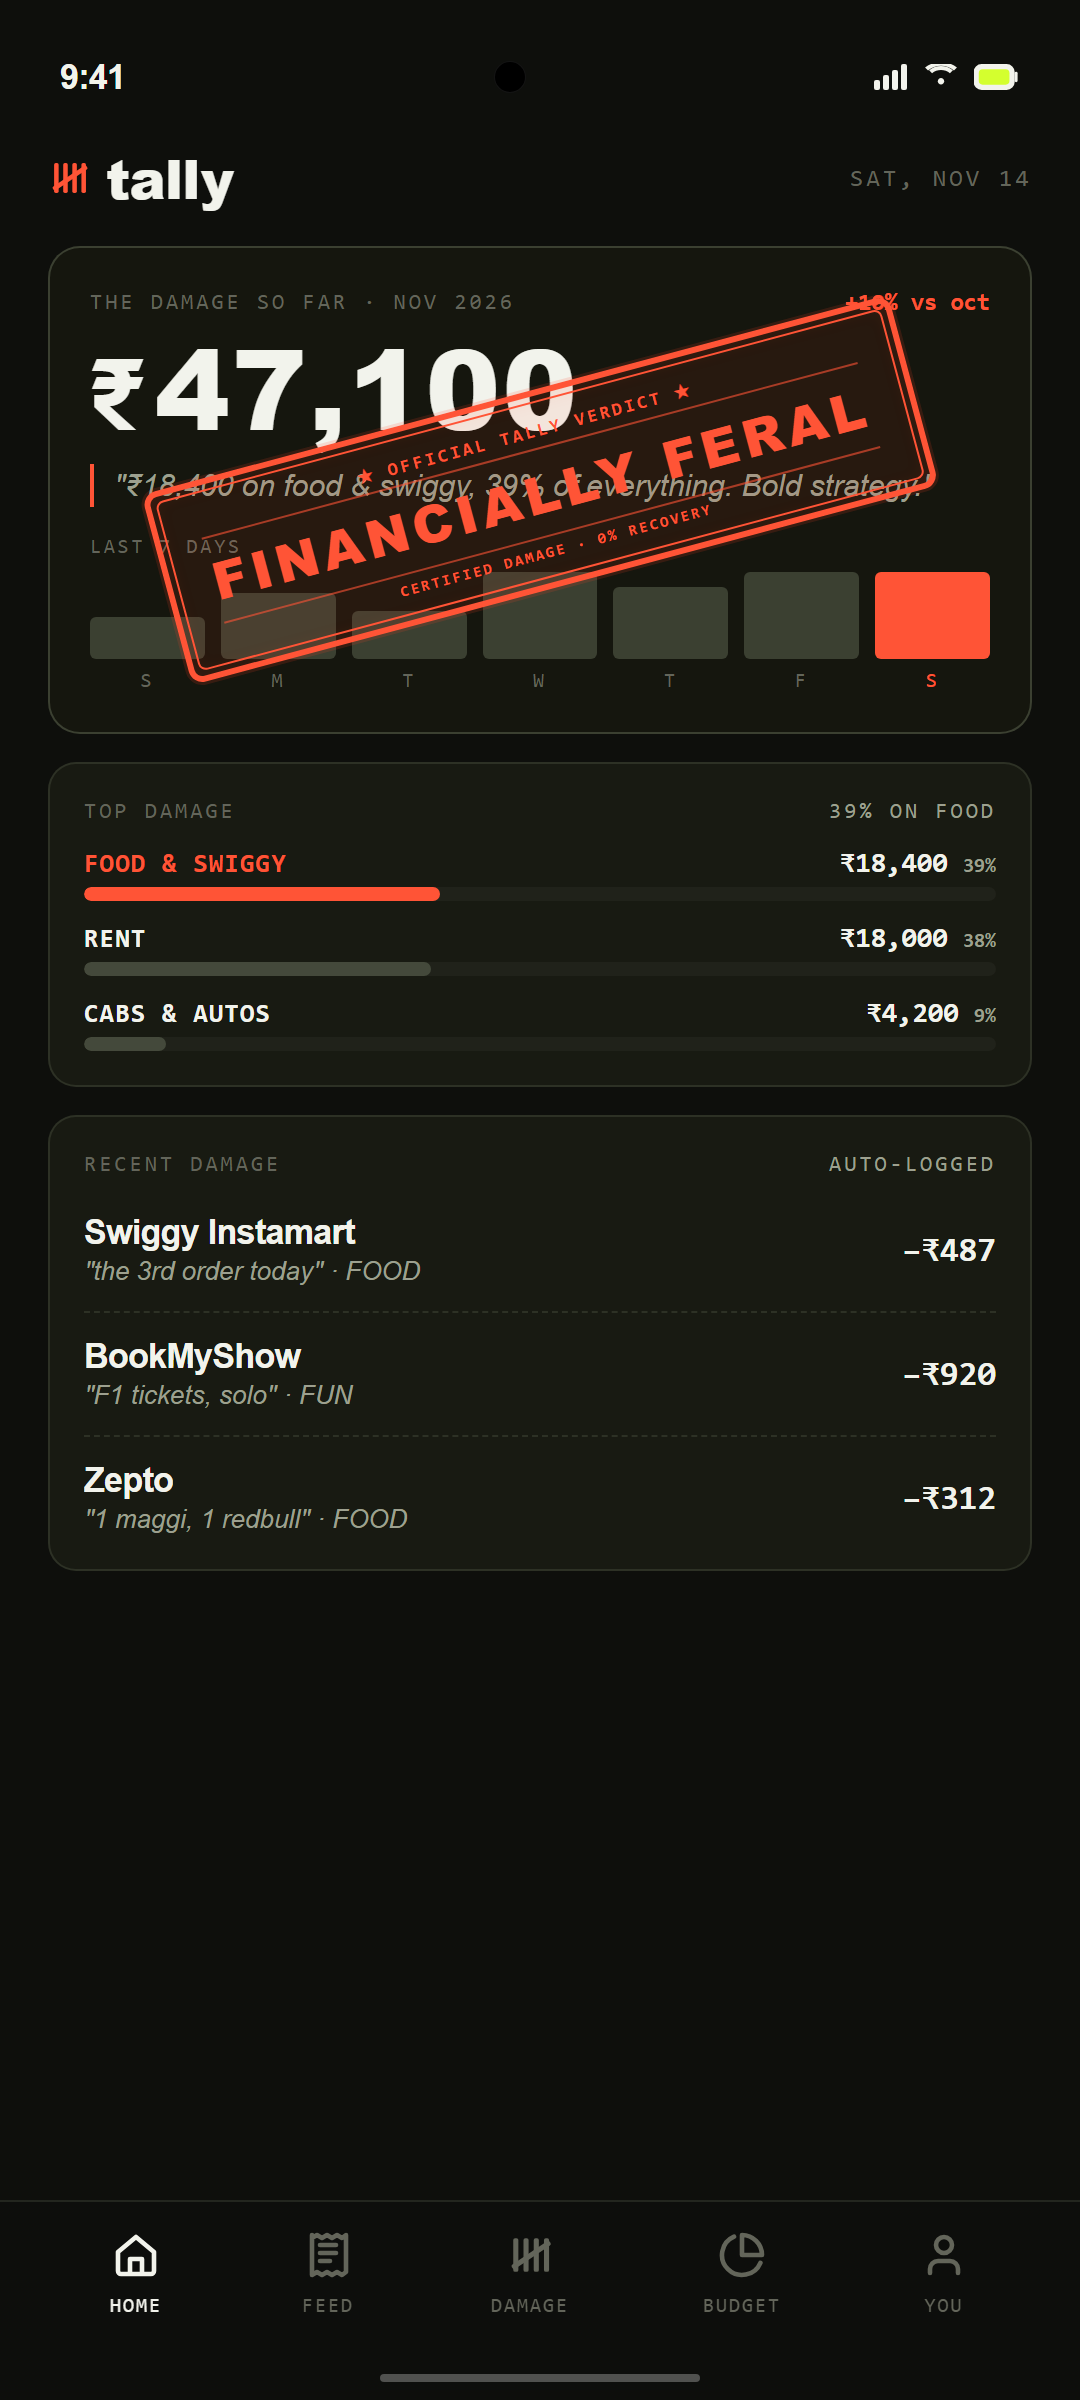 9:41
tally
SAT, NOV 14
THE DAMAGE SO FAR · NOV 2026
+18% vs oct
₹47,100
★ OFFICIAL TALLY VERDICT ★
FINANCIALLY FERAL
CERTIFIED DAMAGE · 0% RECOVERY
"₹18,400 on food & swiggy, 39% of everything. Bold strategy."
LAST 7 DAYS
S M T W T F S
TOP DAMAGE
39% ON FOOD
FOOD & SWIGGY ₹18,400 39%
RENT ₹18,000 38%
CABS & AUTOS ₹4,200 9%
RECENT DAMAGE
AUTO-LOGGED
Swiggy Instamart
"the 3rd order today" · FOOD
−₹487
BookMyShow
"F1 tickets, solo" · FUN
−₹920
Zepto
"1 maggi, 1 redbull" · FOOD
−₹312
HOME FEED DAMAGE BUDGET YOU